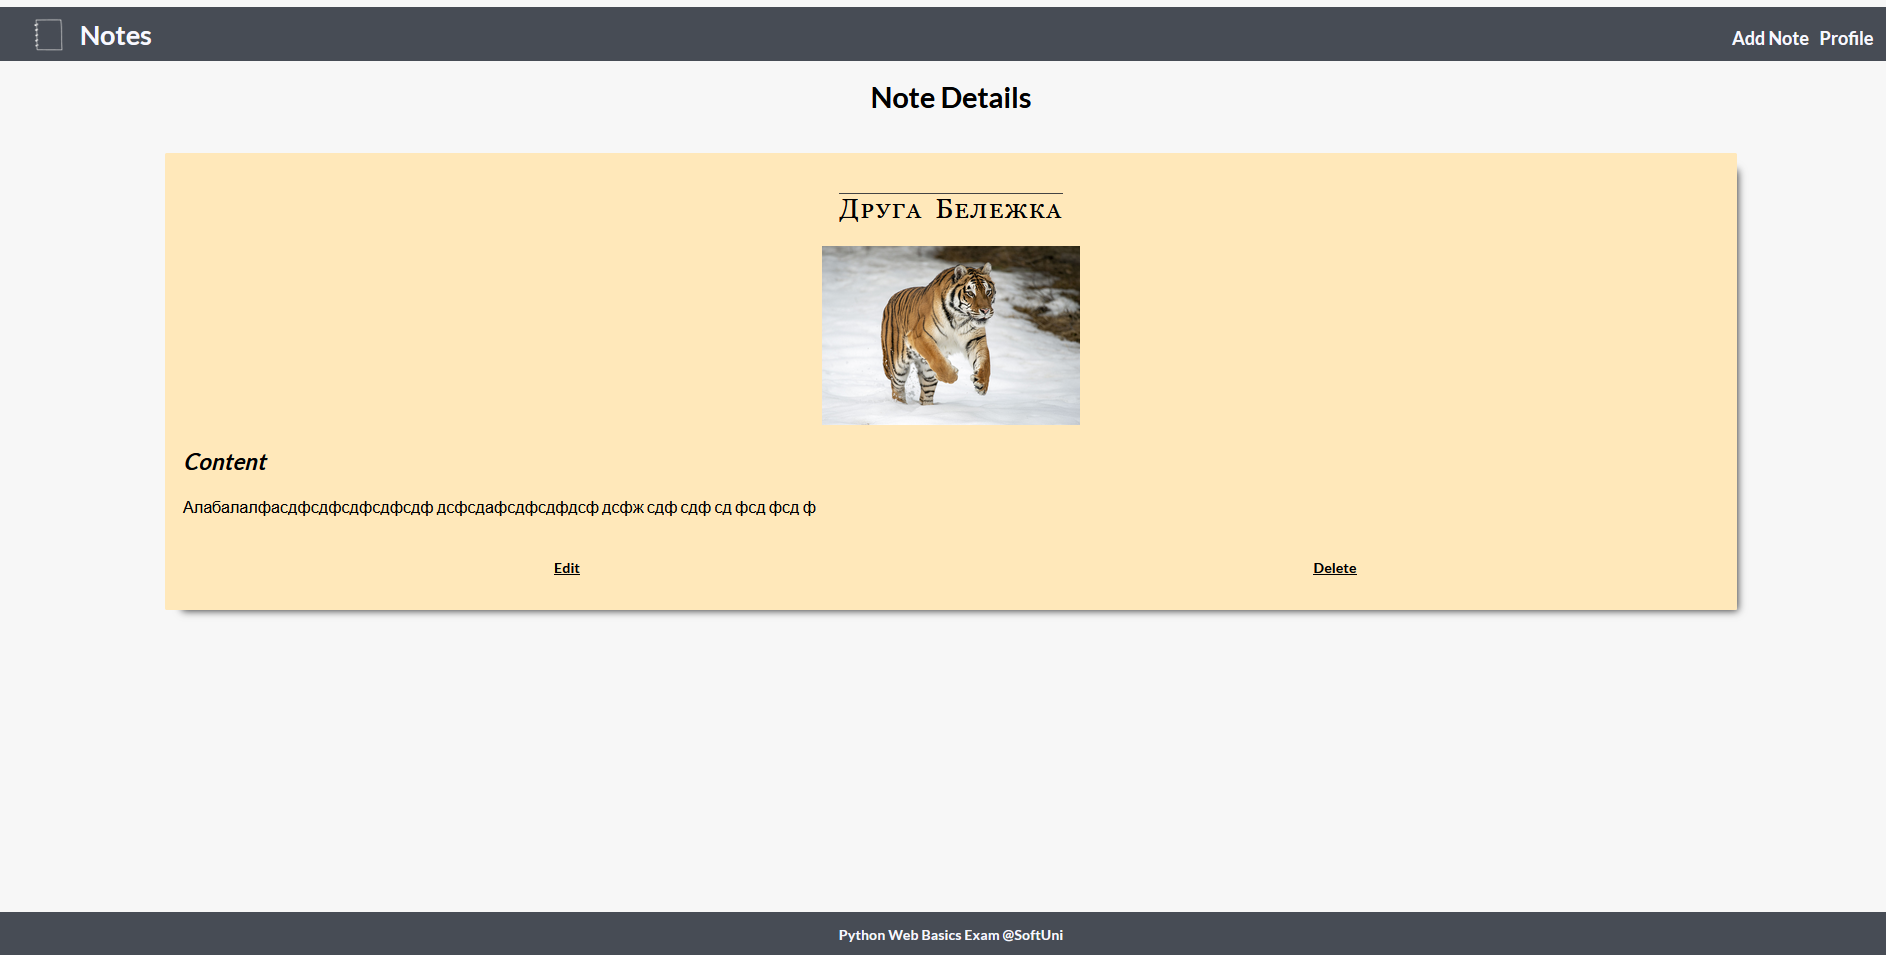 Notes
Add Note Profile
Note Details
Друга Бележка
Content
Алабалалфасдфсдфсдфсдфсдф дсфсдафсдфсдфдсф дсфж сдф сдф сд фсд фсд ф
Edit Delete
Python Web Basics Exam @SoftUni